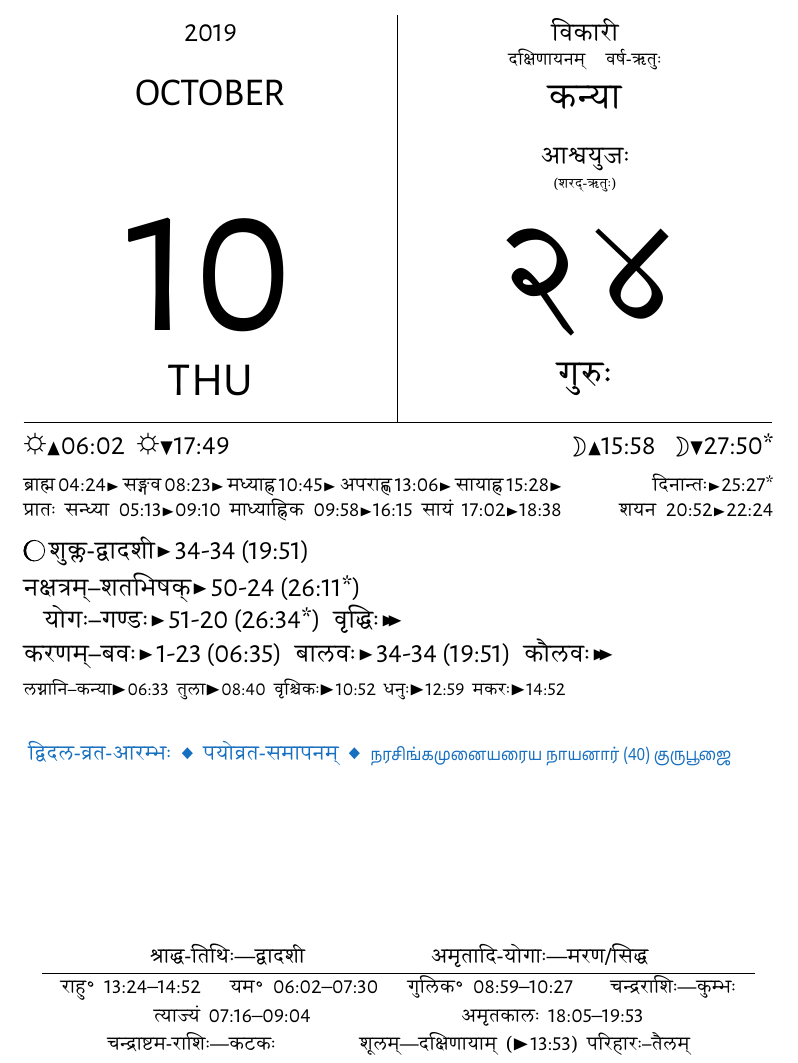 2019
OCTOBER
10
THU
विकारी
दक्षिणायनम् वर्ष-ऋतुः
कन्या
आश्वयुजः
(शरद्-ऋतुः)
२४
गुरुः
☼▲06:02 ☼▼17:49 ☽▲15:58 ☽▼27:50*
ब्राह्म 04:24► सङ्गव 08:23► मध्याह्न 10:45► अपराह्ण 13:06► सायाह्न 15:28► दिनान्तः►25:27*
प्रातः सन्ध्या 05:13►09:10 माध्याह्निक 09:58►16:15 सायं 17:02►18:38 शयन 20:52►22:24
शुक्ल-द्वादशी►34-34 (19:51)
नक्षत्रम्–शतभिषक्►50-24 (26:11*)
योगः–गण्डः►51-20 (26:34*) वृद्धिः►►
करणम्–बवः►1-23 (06:35) बालवः►34-34 (19:51) कौलवः►►
लग्नानि–कन्या►06:33 तुला►08:40 वृश्चिकः►10:52 धनुः►12:59 मकरः►14:52
द्विदल-व्रत-आरम्भः ◆ पयोव्रत-समापनम् ◆ நரசிங்கமுனையரைய நாயனார் (40) குருபூஜை
श्राद्ध-तिथिः—द्वादशी अमृतादि-योगाः—मरण/सिद्ध
राहु॰ 13:24–14:52 यम॰ 06:02–07:30 गुलिक॰ 08:59–10:27 चन्द्रराशिः—कुम्भः
त्याज्यं 07:16–09:04 अमृतकालः 18:05–19:53
चन्द्राष्टम-राशिः—कटकः शूलम्—दक्षिणायाम् (►13:53) परिहारः–तैलम्